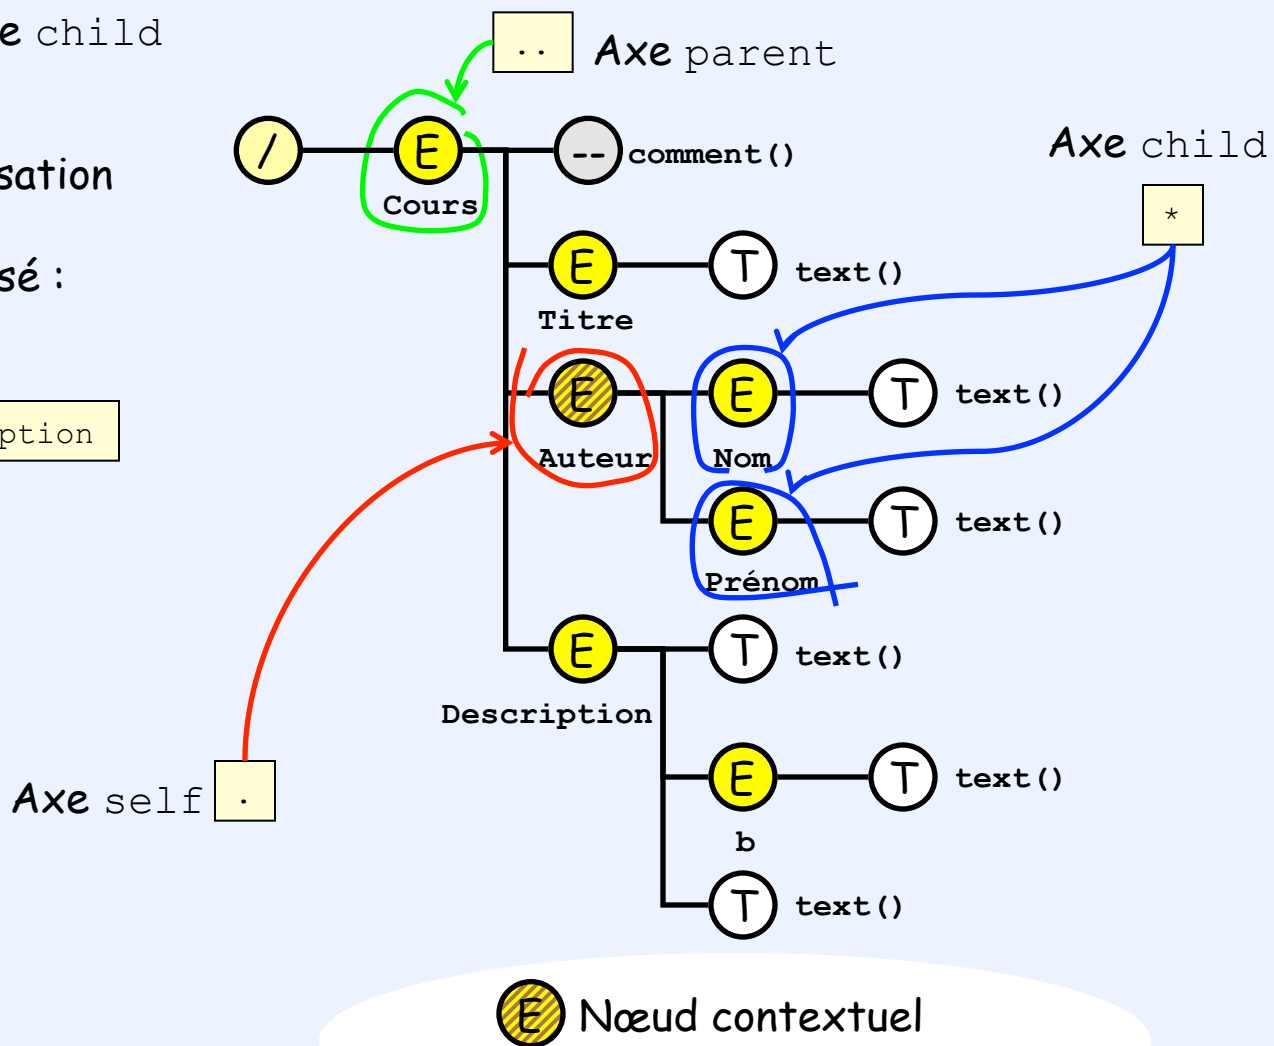 e child
..
Axe parent
/
E
--
comment()
Axe child
Cours
sation
*
E
T
text()
sé :
Titre
E
E
T
text()
ption
Auteur
Nom
E
T
text()
Prénom
E
T
text()
Description
E
T
text()
Axe self
.
b
T
text()
E
Nœud contextuel